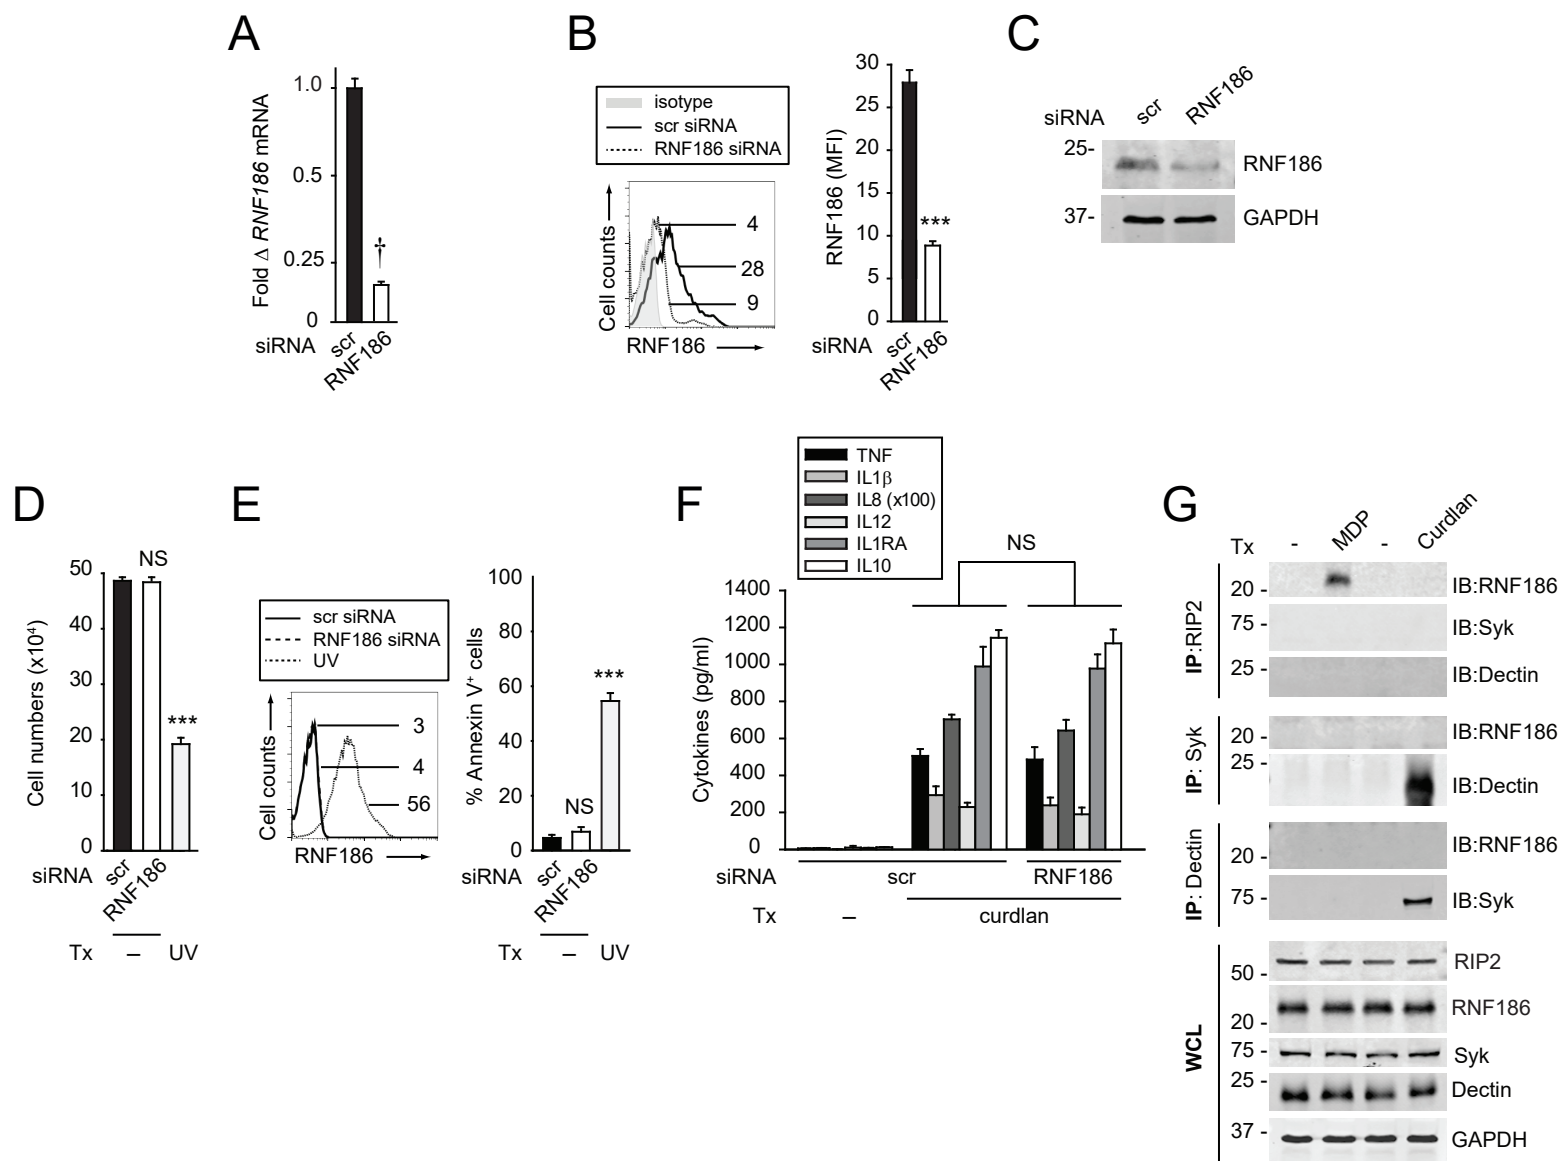 A
Fold Δ RNF186 mRNA
1.0
0.5
0.25
0
siRNA
scr
RNF186
†
B
isotype
scr siRNA
RNF186 siRNA
Cell counts
4
28
9
RNF186
RNF186 (MFI)
30
25
20
15
10
5
0
***
siRNA
scr
RNF186
C
siRNA
scr
RNF186
25-
RNF186
37-
GAPDH
D
Cell numbers (x10⁴)
50
40
30
20
10
0
NS
***
siRNA
scr
RNF186
Tx
–
UV
E
scr siRNA
RNF186 siRNA
UV
Cell counts
3
4
56
RNF186
% Annexin V⁺ cells
100
80
60
40
20
0
NS
***
siRNA
scr
RNF186
Tx
–
UV
F
TNF
IL1β
IL8 (x100)
IL12
IL1RA
IL10
NS
Cytokines (pg/ml)
1400
1200
1000
800
600
400
200
0
siRNA
scr
RNF186
Tx
–
curdlan
G
Tx
-
MDP
-
Curdlan
IP:RIP2
20 -
IB:RNF186
75 -
IB:Syk
25 -
IB:Dectin
IP: Syk
20 -
IB:RNF186
25 -
IB:Dectin
IP: Dectin
20 -
IB:RNF186
75 -
IB:Syk
WCL
50 -
RIP2
20 -
RNF186
75 -
Syk
25 -
Dectin
37 -
GAPDH